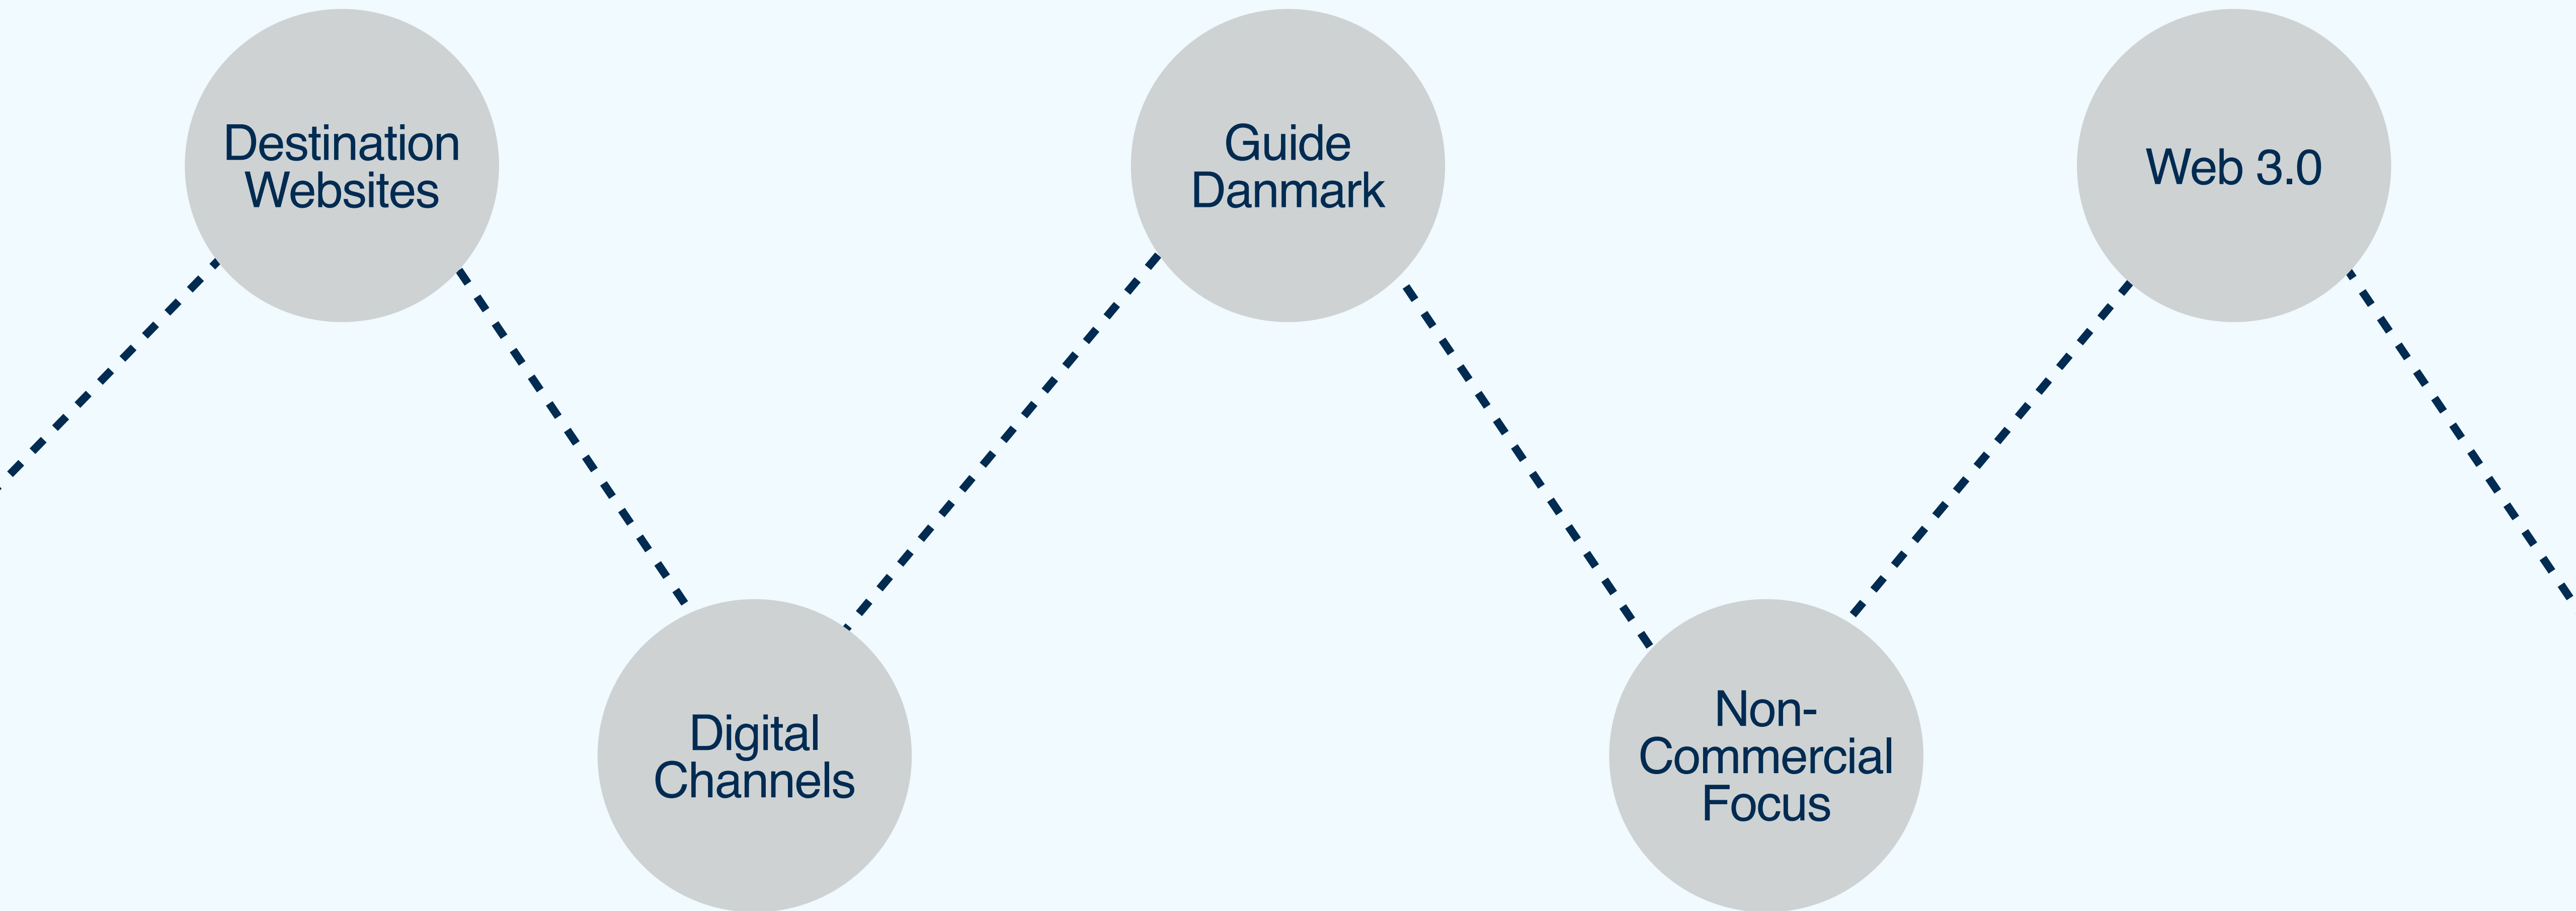 Destination
Websites
Digital
Channels
Guide
Danmark
Non-
Commercial
Focus
Web 3.0